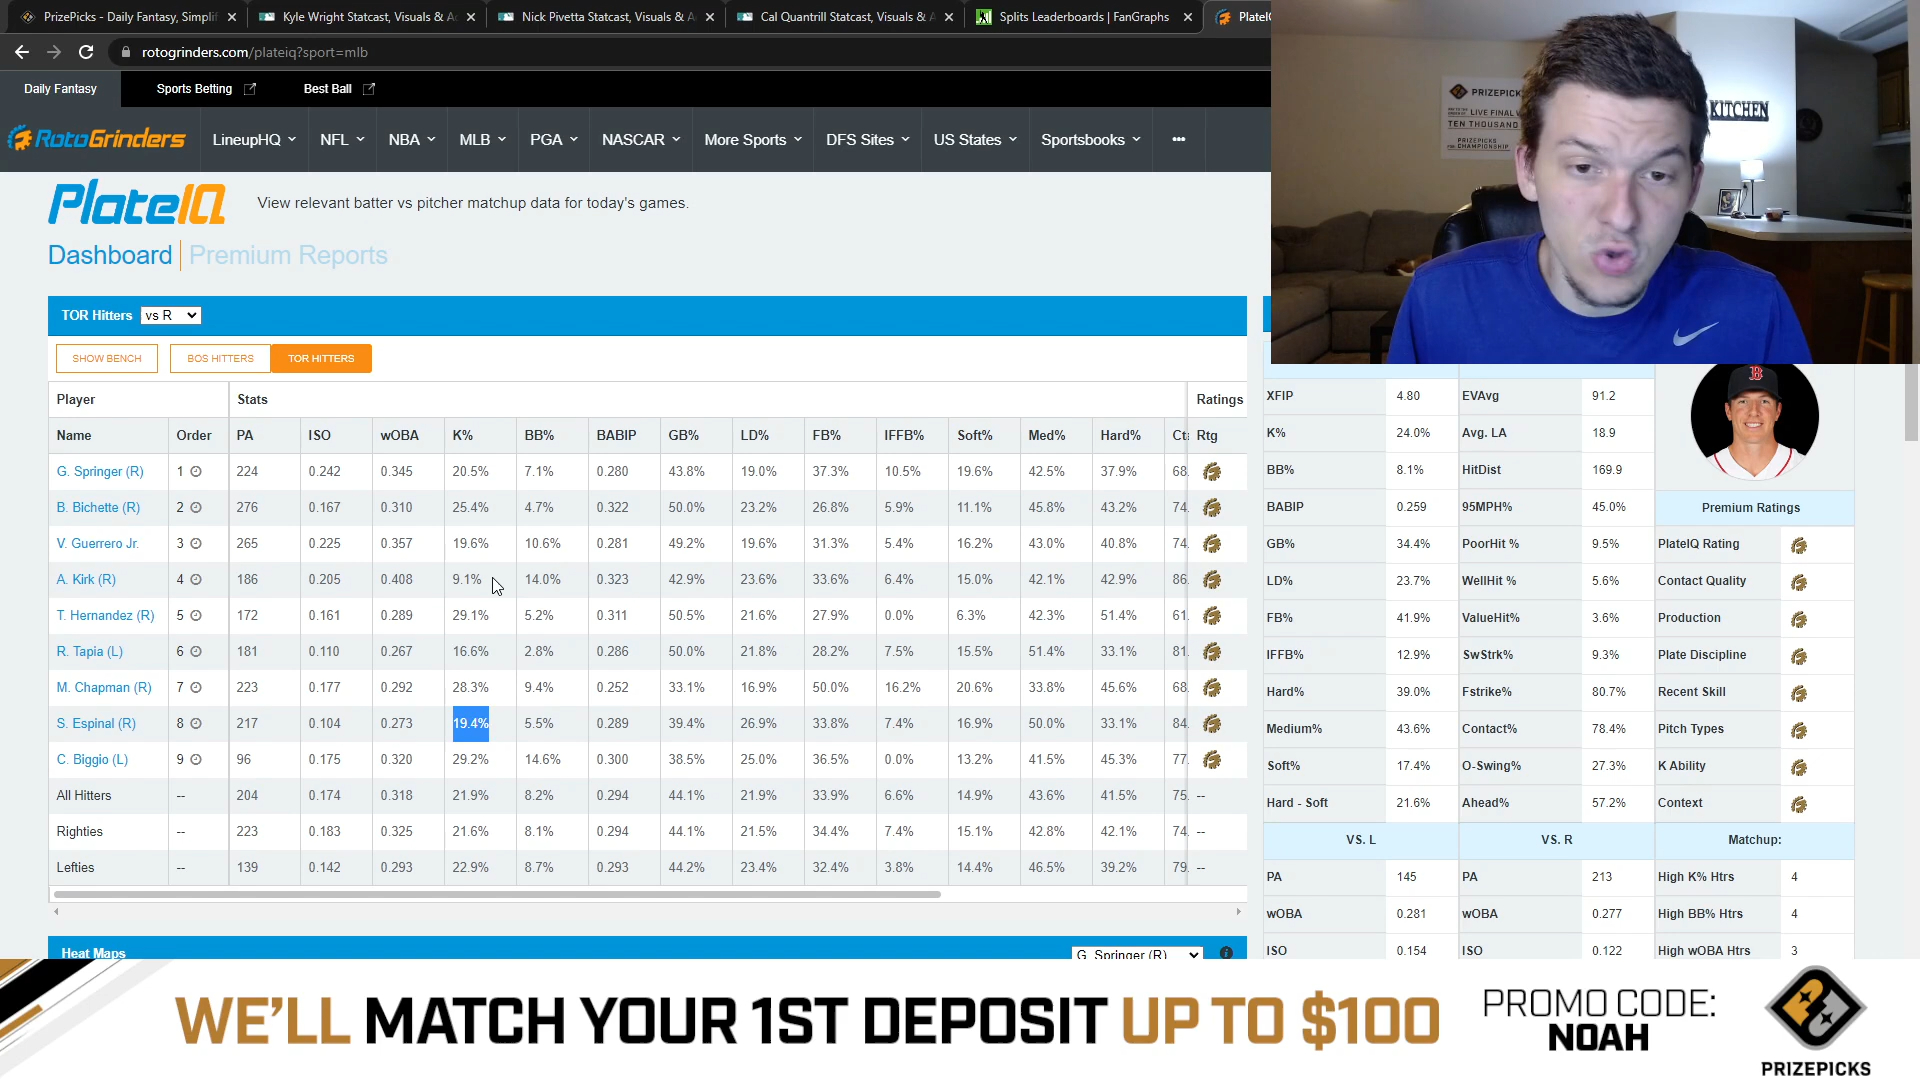 PrizePicks - Daily Fantasy, Simplif
Kyle Wright Statcast, Visuals & A
Nick Pivetta Statcast, Visuals & A
Cal Quantrill Statcast, Visuals & A
Splits Leaderboards | FanGraphs
PlateIQ
rotogrinders.com/plateiq?sport=mlb
Daily Fantasy Sports Betting Best Ball
RotoGrinders LineupHQ NFL NBA MLB PGA NASCAR More Sports DFS Sites US States Sportsbooks •••
PlateIQ View relevant batter vs pitcher matchup data for today's games.
Dashboard Premium Reports
TOR Hitters vs R
SHOW BENCH BOS HITTERS TOR HITTERS
Player Stats Ratings
Name Order PA ISO wOBA K% BB% BABIP GB% LD% FB% IFFB% Soft% Med% Hard% Rtg
G. Springer (R) 1 224 0.242 0.345 20.5% 7.1% 0.280 43.8% 19.0% 37.3% 10.5% 19.6% 42.5% 37.9% 68.
B. Bichette (R) 2 276 0.167 0.310 25.4% 4.7% 0.322 50.0% 23.2% 26.8% 5.9% 11.1% 45.8% 43.2% 74.
V. Guerrero Jr. 3 265 0.225 0.357 19.6% 10.6% 0.281 49.2% 19.6% 31.3% 5.4% 16.2% 43.0% 40.8% 74.
A. Kirk (R) 4 186 0.205 0.408 9.1% 14.0% 0.323 42.9% 23.6% 33.6% 6.4% 15.0% 42.1% 42.9% 86.
T. Hernandez (R) 5 172 0.161 0.289 29.1% 5.2% 0.311 50.5% 21.6% 27.9% 0.0% 6.3% 42.3% 51.4% 61.
R. Tapia (L) 6 181 0.110 0.267 16.6% 2.8% 0.286 50.0% 21.8% 28.2% 7.5% 15.5% 51.4% 33.1% 81.
M. Chapman (R) 7 223 0.177 0.292 28.3% 9.4% 0.252 33.1% 16.9% 50.0% 16.2% 20.6% 33.8% 45.6% 68.
S. Espinal (R) 8 217 0.104 0.273 19.4% 5.5% 0.289 39.4% 26.9% 33.8% 7.4% 16.9% 50.0% 33.1% 84.
C. Biggio (L) 9 96 0.175 0.320 29.2% 14.6% 0.300 38.5% 25.0% 36.5% 0.0% 13.2% 41.5% 45.3% 77.
All Hitters -- 204 0.174 0.318 21.9% 8.2% 0.294 44.1% 21.9% 33.9% 6.6% 14.9% 43.6% 41.5% 75. --
Righties -- 223 0.183 0.325 21.6% 8.1% 0.294 44.1% 21.5% 34.4% 7.4% 15.1% 42.8% 42.1% 74. --
Lefties -- 139 0.142 0.293 22.9% 8.7% 0.293 44.2% 23.4% 32.4% 3.8% 14.4% 46.5% 39.2% 79. --
Heat Maps G. Springer (R)
PRIZEPICKS
LIVE FINAL
TEN THOUSAND
CHAMPIONSHIP
KITCHEN
B
XFIP 4.80 EVAvg 91.2
K% 24.0% Avg. LA 18.9
BB% 8.1% HitDist 169.9
BABIP 0.259 95MPH% 45.0% Premium Ratings
GB% 34.4% PoorHit % 9.5% PlateIQ Rating
LD% 23.7% WellHit % 5.6% Contact Quality
FB% 41.9% ValueHit% 3.6% Production
IFFB% 12.9% SwStrk% 9.3% Plate Discipline
Hard% 39.0% Fstrike% 80.7% Recent Skill
Medium% 43.6% Contact% 78.4% Pitch Types
Soft% 17.4% O-Swing% 27.3% K Ability
Hard - Soft 21.6% Ahead% 57.2% Context
VS. L VS. R Matchup:
PA 145 PA 213 High K% Htrs 4
wOBA 0.281 wOBA 0.277 High BB% Htrs 4
ISO 0.154 ISO 0.122 High wOBA Htrs 3
WE'LL MATCH YOUR 1ST DEPOSIT UP TO $100
PROMO CODE:
NOAH
PRIZEPICKS